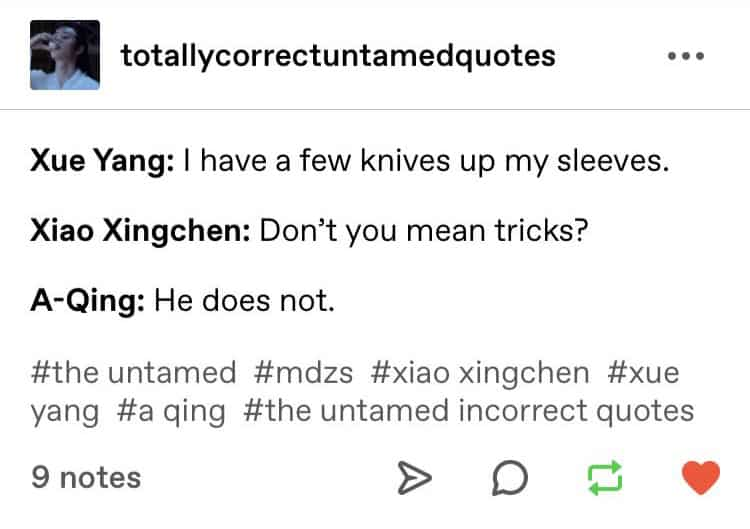 totallycorrectuntamedquotes
Xue Yang: I have a few knives up my sleeves.
Xiao Xingchen: Don’t you mean tricks?
A-Qing: He does not.
#the untamed #mdzs #xiao xingchen #xue
yang #a qing #the untamed incorrect quotes
9 notes